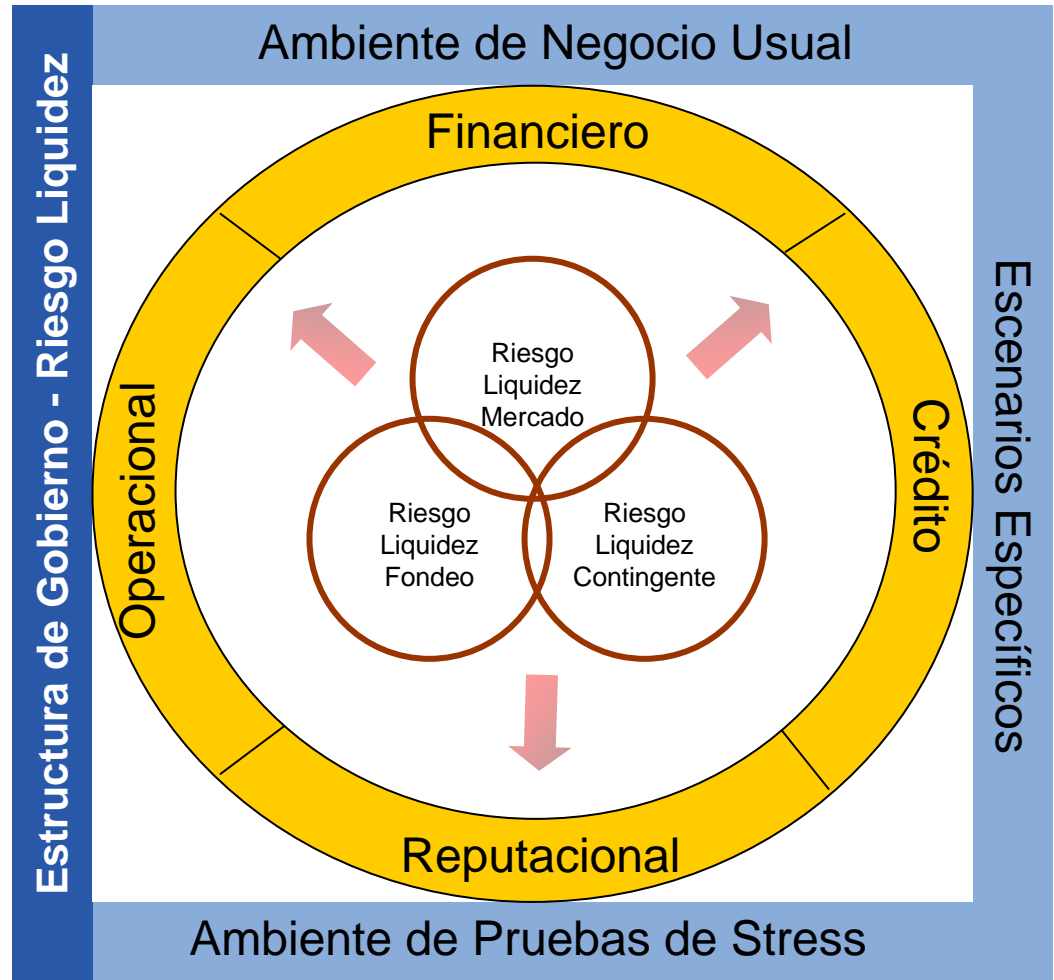 Ambiente de Negocio Usual
Estructura de Gobierno - Riesgo Liquidez
Financiero
Operacional
Riesgo
Liquidez
Mercado
Riesgo
Liquidez
Fondeo
Riesgo
Liquidez
Contingente
Crédito
Escenarios Específicos
Reputacional
Ambiente de Pruebas de Stress